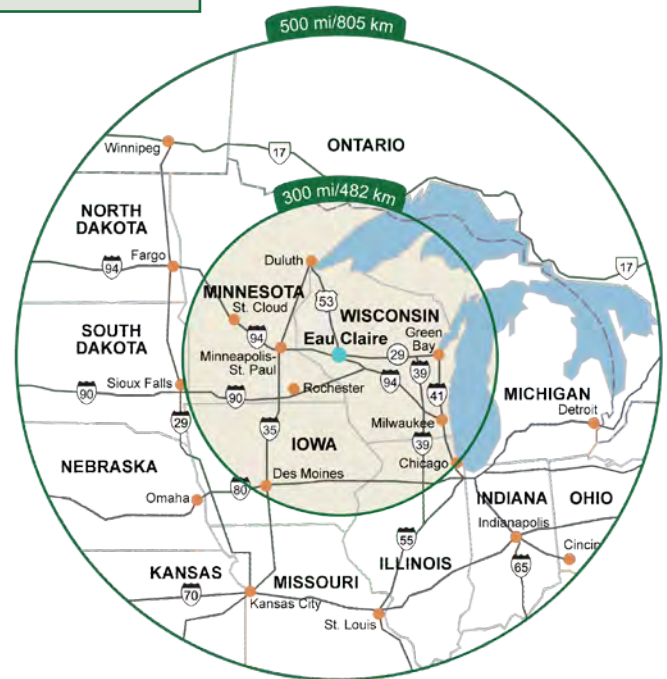 500 mi/805 km
Winnipeg
17
ONTARIO
300 mi/482 km
NORTH
DAKOTA
Fargo
94
Duluth
17
MINNESOTA
53
St. Cloud
WISCONSIN
SOUTH
DAKOTA
94
Eau Claire
Green
Bay
Minneapolis-
St. Paul
29
39
Sioux Falls
90
90
Rochester
94
41
MICHIGAN
Detroit
29
35
Milwaukee
39
IOWA
Chicago
NEBRASKA
Des Moines
80
Omaha
INDIANA
OHIO
Indianapolis
55
Cincin
ILLINOIS
65
KANSAS
MISSOURI
70
Kansas City
St. Louis